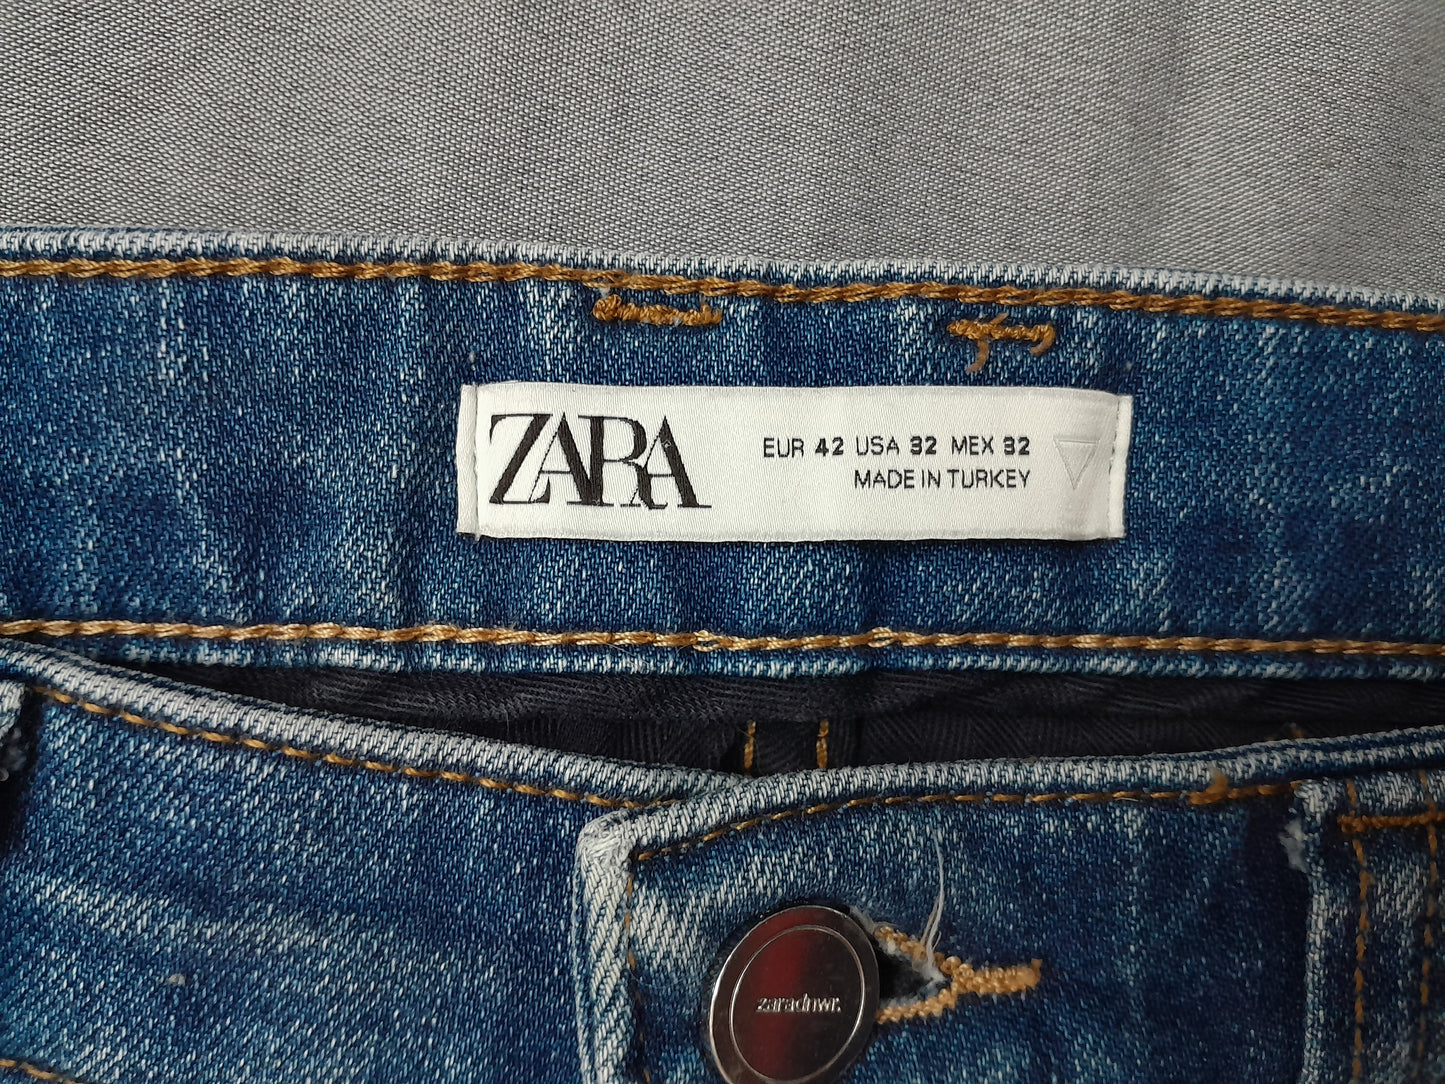 ZARA
EUR 42 USA 32 MEX 32
MADE IN TURKEY
zaradnwr.